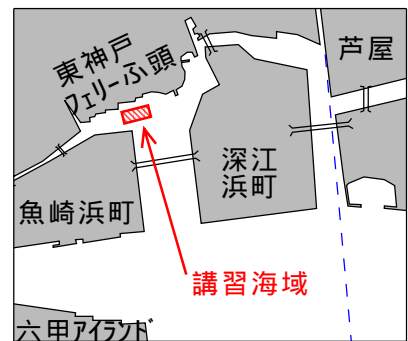 東神戸
フェリーふ頭
芦屋
深江
浜町
魚崎浜町
講習海域
六甲アイランド